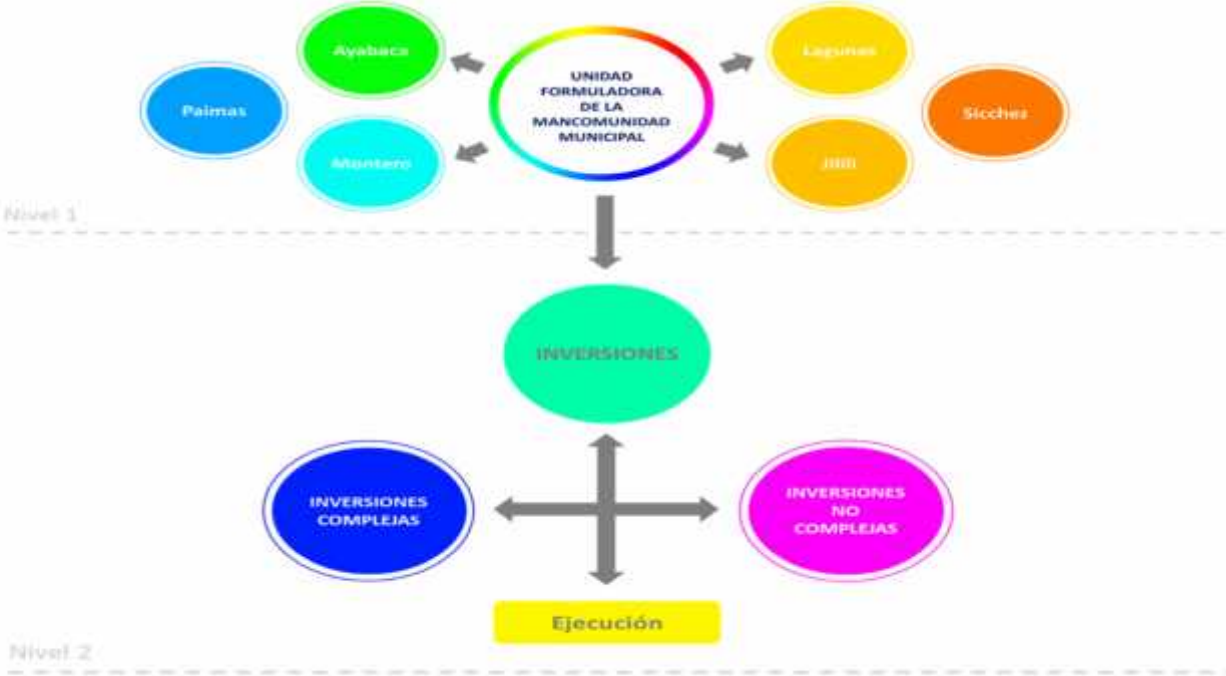 Ayabaca
Lagunas
UNIDAD
FORMULADORA
DE LA
MANCOMUNIDAD
MUNICIPAL
Paimas
Sicchez
Montero
Jililí
Nivel 1
INVERSIONES
INVERSIONES
COMPLEJAS
INVERSIONES
NO
COMPLEJAS
Ejecución
Nivel 2